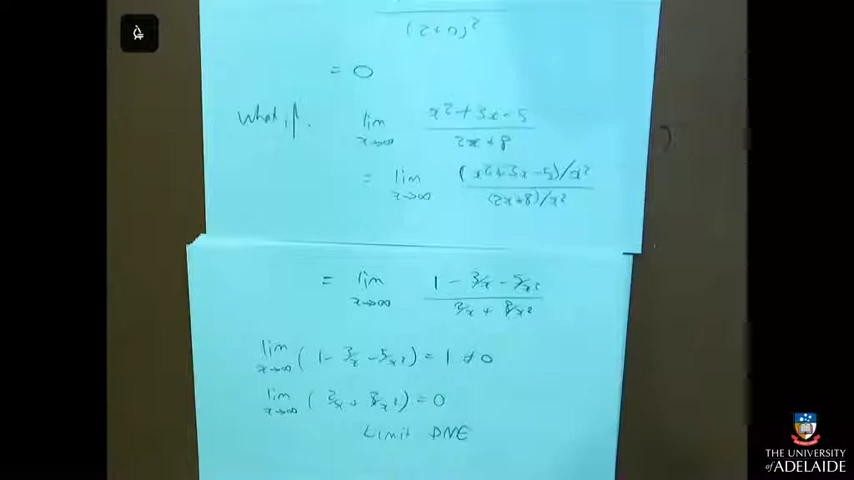 (2+0)²
= 0
What if. lim x→∞ (x²+3x-5)/(2x+8)
= lim x→∞ ((x²+3x-5)/x²)/((2x+8)/x²)
= lim x→∞ (1 - 3/x - 5/x²)/(2/x + 8/x²)
lim x→∞ (1 - 3/x - 5/x²) = 1 ≠ 0
lim x→∞ (2/x + 8/x²) = 0
Limit DNE
THE UNIVERSITY
of ADELAIDE